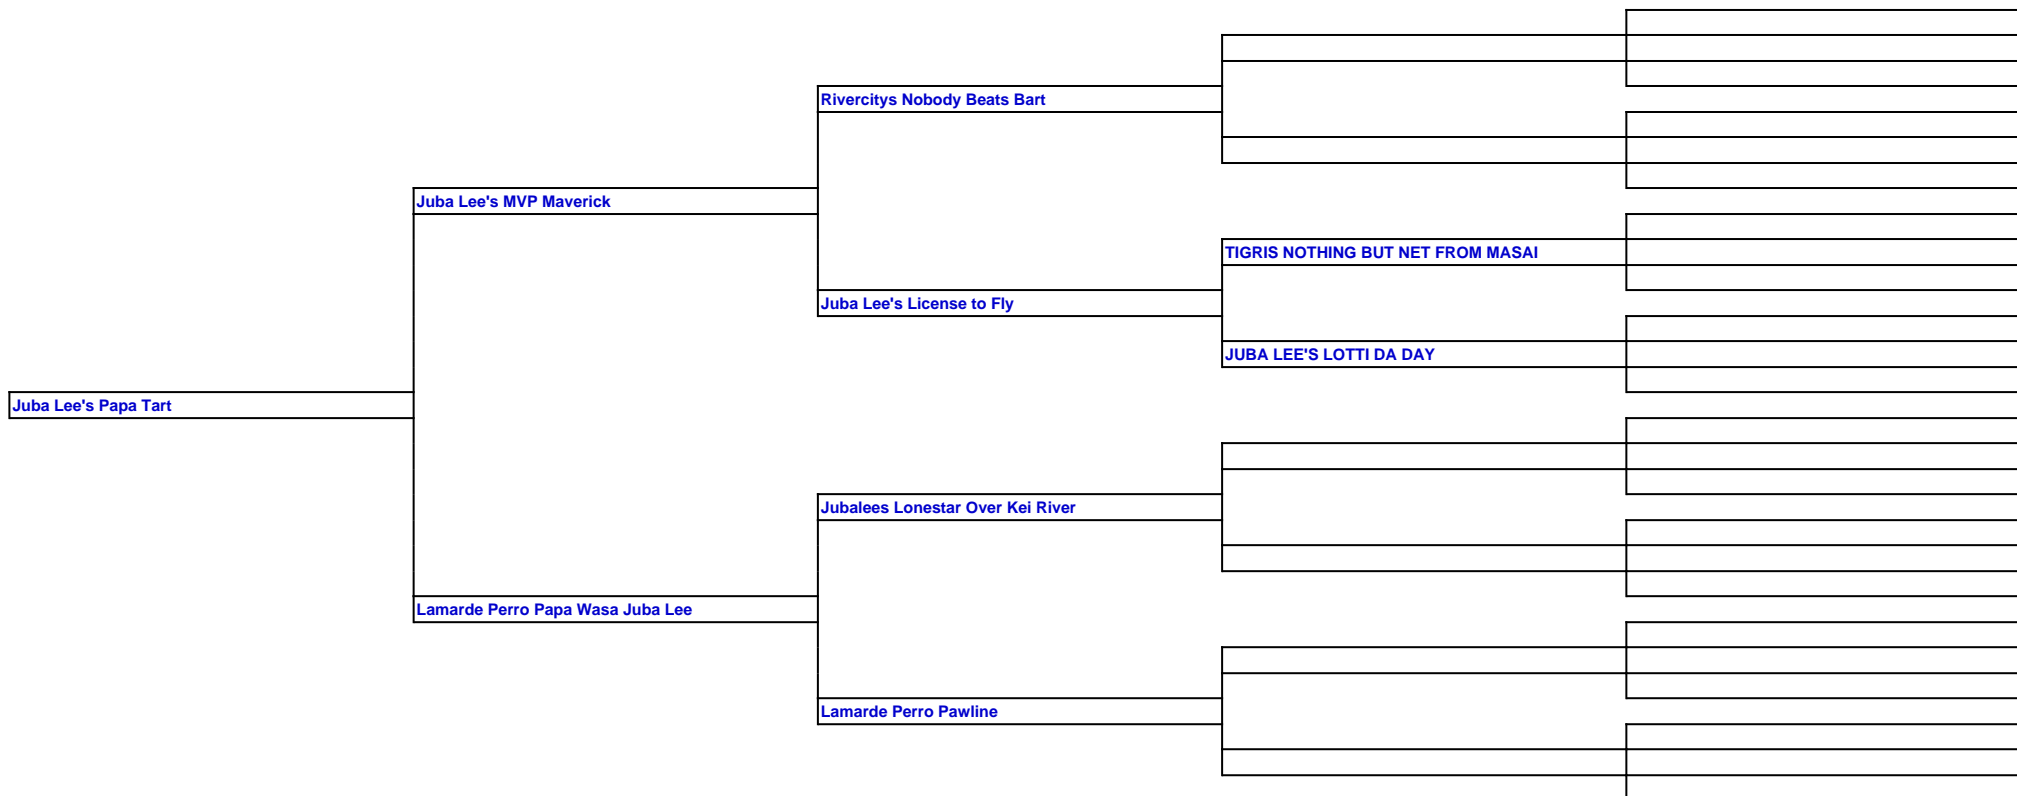 Rivercitys Nobody Beats Bart
Juba Lee's MVP Maverick
TIGRIS NOTHING BUT NET FROM MASAI
Juba Lee's License to Fly
JUBA LEE'S LOTTI DA DAY
Juba Lee's Papa Tart
Jubalees Lonestar Over Kei River
Lamarde Perro Papa Wasa Juba Lee
Lamarde Perro Pawline